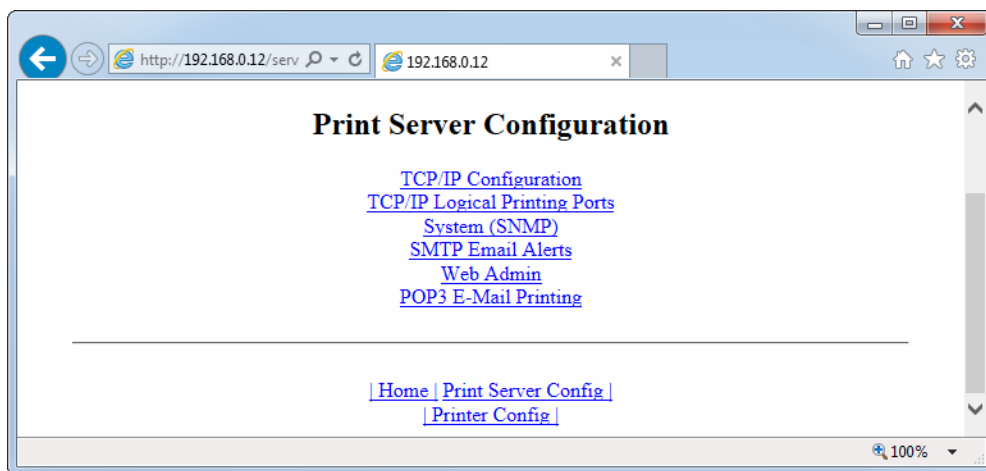 http://192.168.0.12/serv
192.168.0.12
Print Server Configuration
TCP/IP Configuration
TCP/IP Logical Printing Ports
System (SNMP)
SMTP Email Alerts
Web Admin
POP3 E-Mail Printing
| Home | Print Server Config |
| Printer Config |
100%